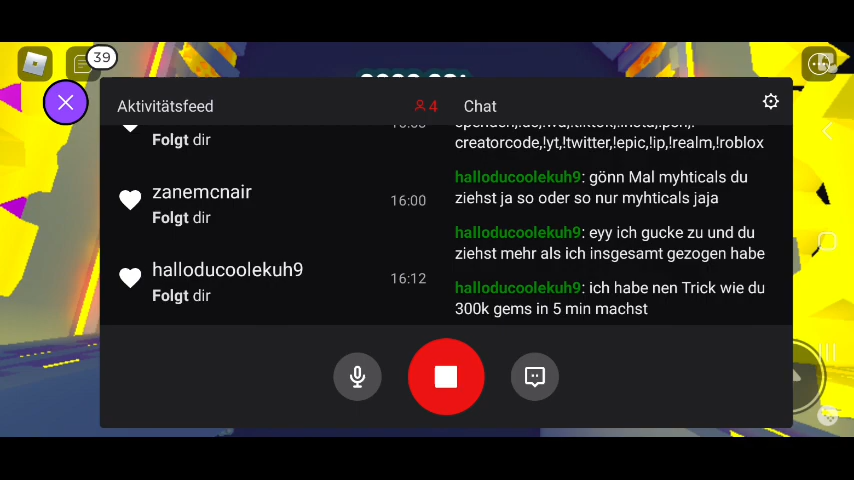 39
Aktivitätsfeed
4
Chat
Folgt dir
creatorcode,!yt,!twitter,!epic,!ip,!realm,!roblox
zanemcnair
16:00
Folgt dir
halloducoolekuh9: gönn Mal myhticals du
ziehst ja so oder so nur myhticals jaja
halloducoolekuh9: eyy ich gucke zu und du
ziehst mehr als ich insgesamt gezogen habe
halloducoolekuh9
16:12
Folgt dir
halloducoolekuh9: ich habe nen Trick wie du
300k gems in 5 min machst